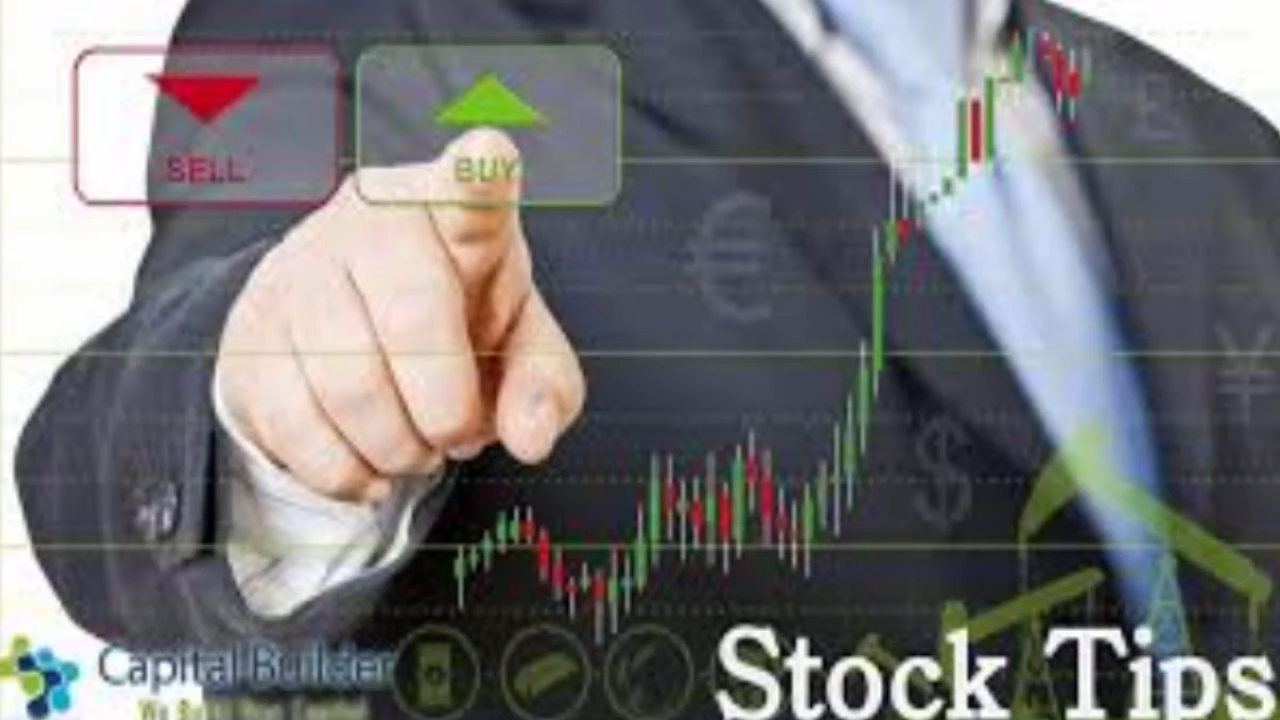 SELL
BUY
€
¥
$
Capital Builder
Stock Tips